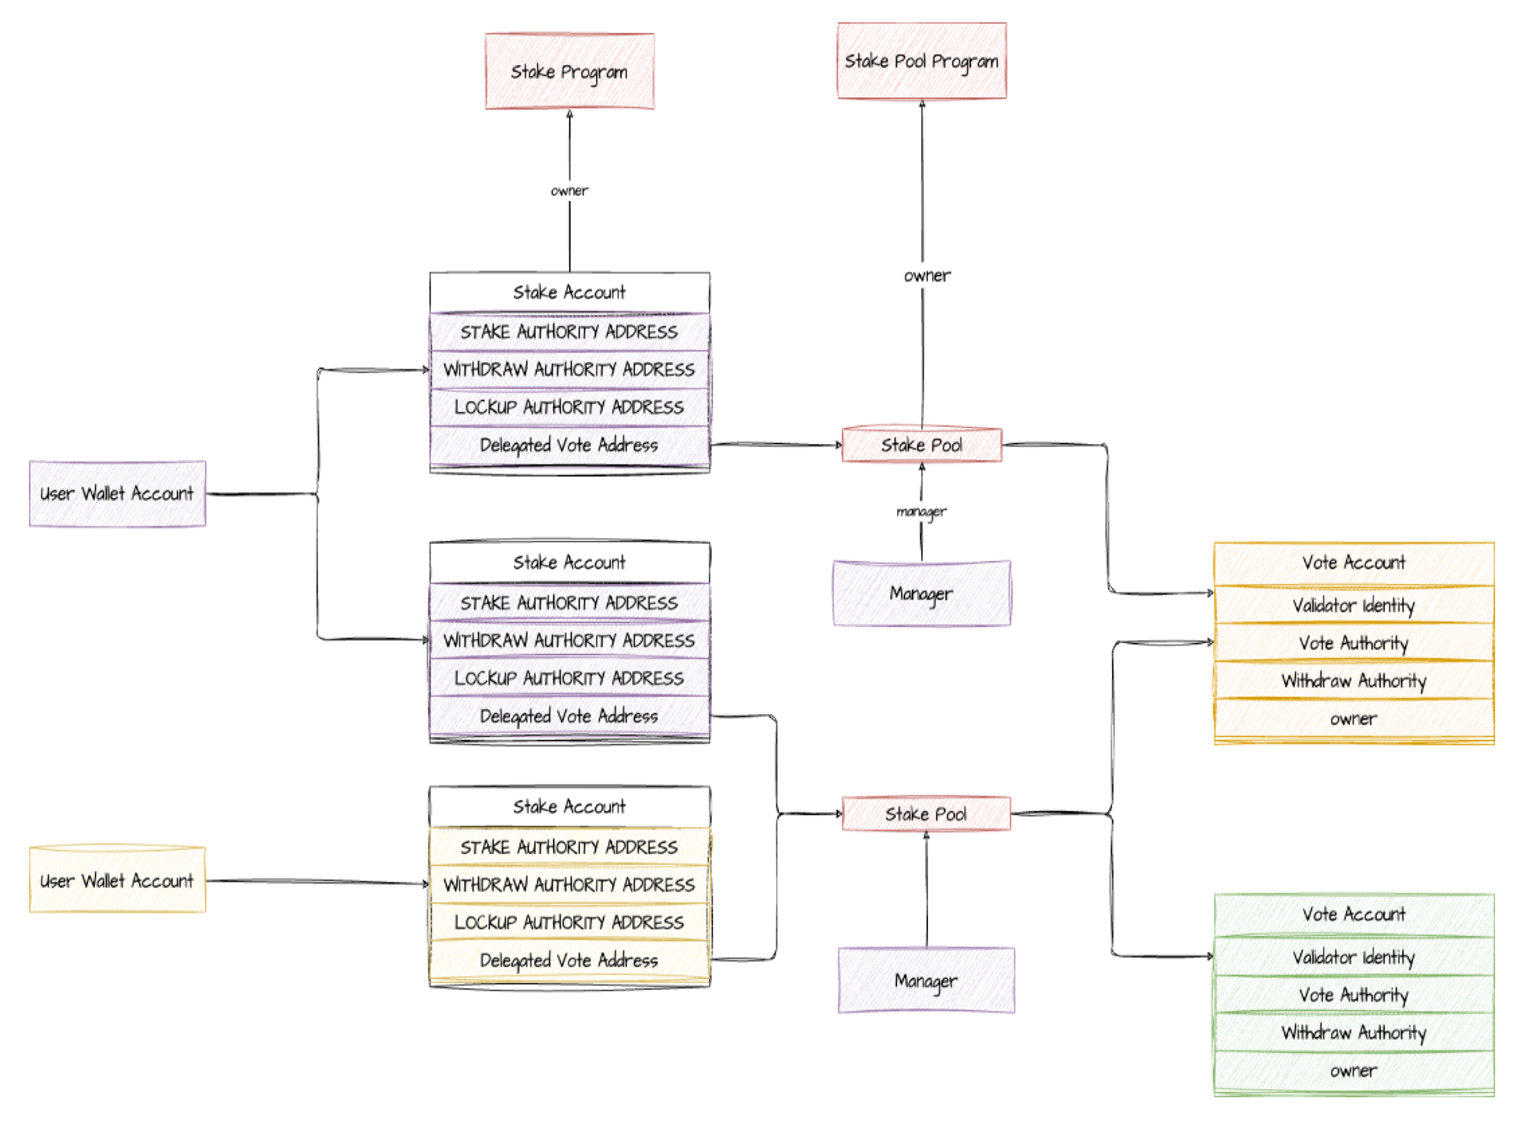 Stake Program
Stake Pool Program
owner
owner
Stake Account
STAKE AUTHORITY ADDRESS
WITHDRAW AUTHORITY ADDRESS
LOCKUP AUTHORITY ADDRESS
Delegated Vote Address
Stake Pool
User Wallet Account
manager
Manager
Stake Account
STAKE AUTHORITY ADDRESS
WITHDRAW AUTHORITY ADDRESS
LOCKUP AUTHORITY ADDRESS
Delegated Vote Address
Vote Account
Validator Identity
Vote Authority
Withdraw Authority
owner
Stake Account
STAKE AUTHORITY ADDRESS
WITHDRAW AUTHORITY ADDRESS
LOCKUP AUTHORITY ADDRESS
Delegated Vote Address
Stake Pool
User Wallet Account
Manager
Vote Account
Validator Identity
Vote Authority
Withdraw Authority
owner